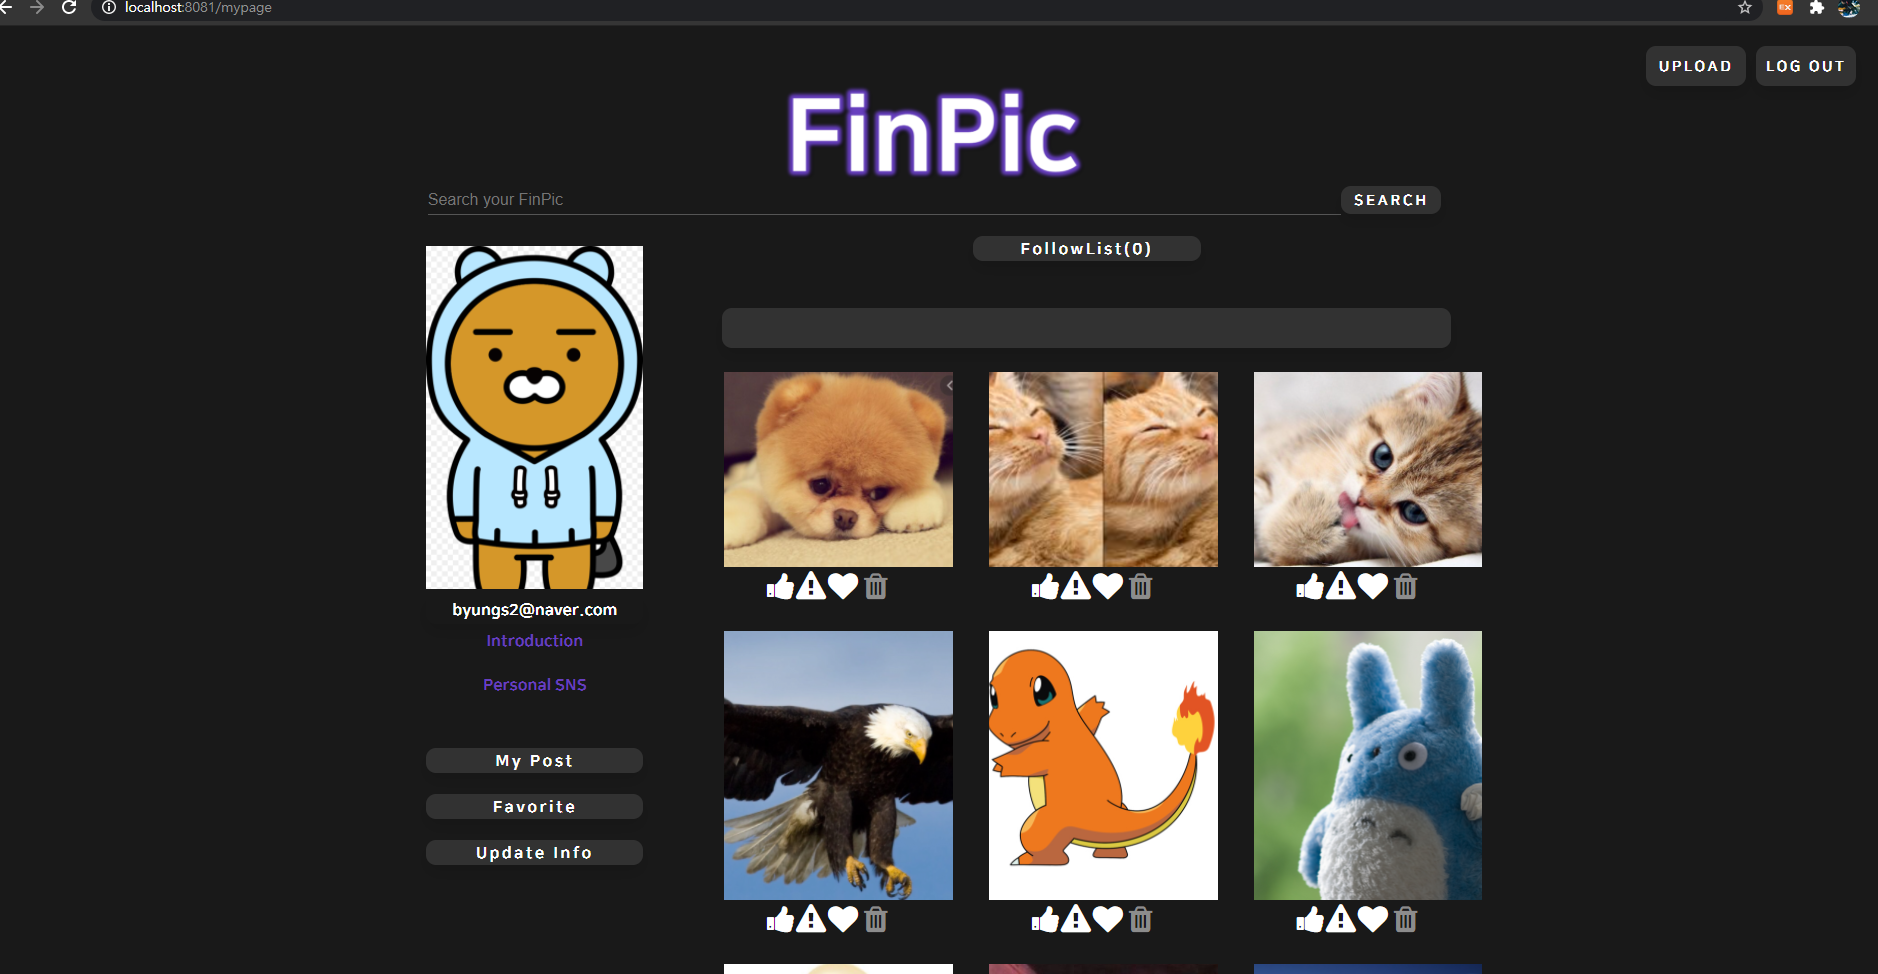 localhost:8081/mypage
UPLOAD
LOG OUT
FinPic
Search your FinPic
SEARCH
FollowList(0)
byungs2@naver.com
Introduction
Personal SNS
My Post
Favorite
Update Info